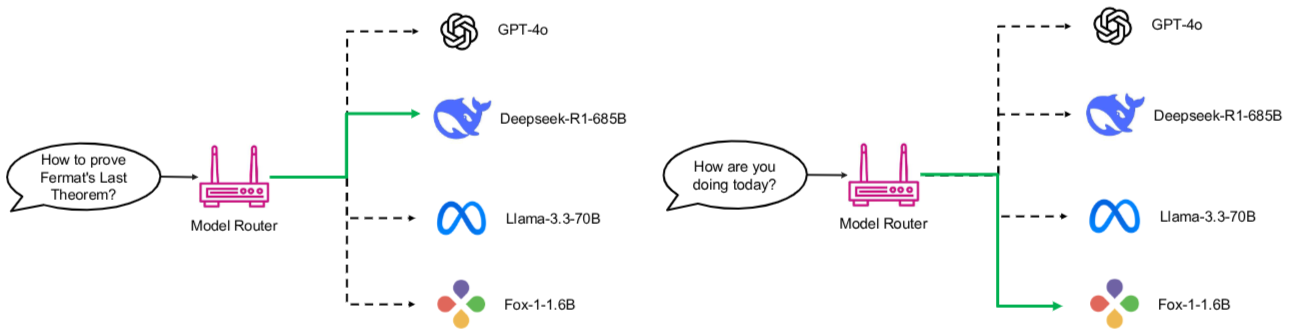 GPT-4o
Deepseek-R1-685B
How to prove
Fermat's Last
Theorem?
Model Router
Llama-3.3-70B
Fox-1-1.6B
GPT-4o
Deepseek-R1-685B
How are you
doing today?
Model Router
Llama-3.3-70B
Fox-1-1.6B